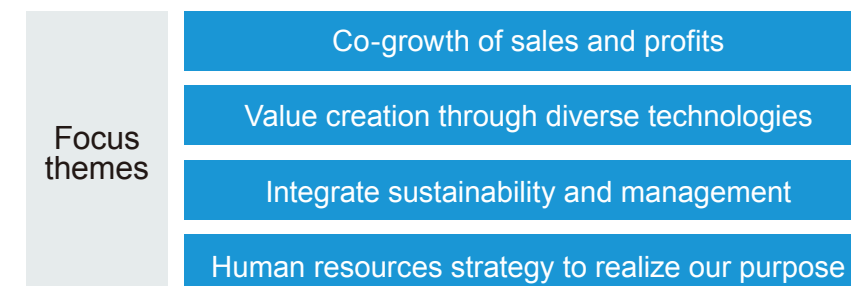 Focus
themes
Co-growth of sales and profits
Value creation through diverse technologies
Integrate sustainability and management
Human resources strategy to realize our purpose